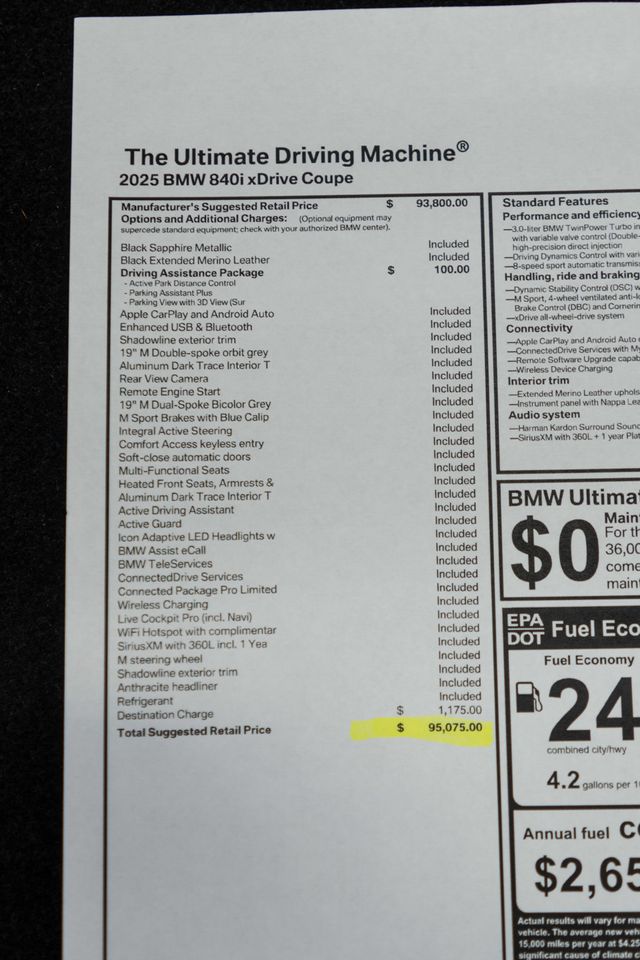 The Ultimate Driving Machine®
2025 BMW 840i xDrive Coupe
Manufacturer's Suggested Retail Price $ 93,800.00
Options and Additional Charges: (Optional equipment may
supercede standard equipment; check with your authorized BMW center).
Black Sapphire Metallic Included
Black Extended Merino Leather Included
Driving Assistance Package $ 100.00
- Active Park Distance Control
- Parking Assistant Plus
- Parking View with 3D View (Sur
Apple CarPlay and Android Auto Included
Enhanced USB & Bluetooth Included
Shadowline exterior trim Included
19" M Double-spoke orbit grey Included
Aluminum Dark Trace Interior T Included
Rear View Camera Included
Remote Engine Start Included
19" M Dual-Spoke Bicolor Grey Included
M Sport Brakes with Blue Calip Included
Integral Active Steering Included
Comfort Access keyless entry Included
Soft-close automatic doors Included
Multi-Functional Seats Included
Heated Front Seats, Armrests & Included
Aluminum Dark Trace Interior T Included
Active Driving Assistant Included
Active Guard Included
Icon Adaptive LED Headlights w Included
BMW Assist eCall Included
BMW TeleServices Included
ConnectedDrive Services Included
Connected Package Pro Limited Included
Wireless Charging Included
Live Cockpit Pro (incl. Navi) Included
WiFi Hotspot with complimentar Included
SiriusXM with 360L incl. 1 Yea Included
M steering wheel Included
Shadowline exterior trim Included
Anthracite headliner Included
Refrigerant Included
Destination Charge $ 1,175.00
Total Suggested Retail Price $ 95,075.00
Standard Features
Performance and efficiency
—3.0-liter BMW TwinPower Turbo in
with variable valve control (Double-
high-precision direct injection
—Driving Dynamics Control with vari
—8-speed sport automatic transmiss
Handling, ride and braking
—Dynamic Stability Control (DSC) w
—M Sport, 4-wheel ventilated anti-lo
Brake Control (DBC) and Cornerin
—xDrive all-wheel-drive system
Connectivity
—Apple CarPlay and Android Auto
—ConnectedDrive Services with My
—Remote Software Upgrade capab
—Wireless Device Charging
Interior trim
—Extended Merino Leather uphols
—Instrument panel with Nappa Lea
Audio system
—Harman Kardon Surround Sound
—SiriusXM with 360L + 1 year Plat
BMW Ultimat
$0
Main
For th
36,00
come
maint
EPA
DOT Fuel Eco
Fuel Economy
24
combined city/hwy
4.2 gallons per 1
Annual fuel C
$2,65
Actual results will vary for ma
vehicle. The average new veh
15,000 miles per year at $4.25
significant cause of climate c